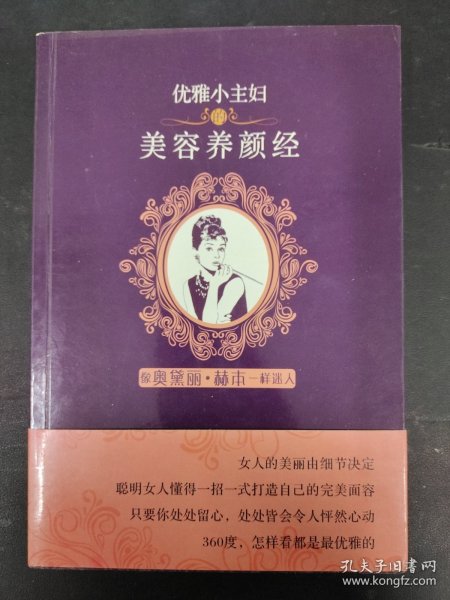 优雅小主妇
的
美容养颜经
像奥黛丽·赫本一样迷人
女人的美丽由细节决定
聪明女人懂得一招一式打造自己的完美面容
只要你处处留心，处处皆会令人怦然心动
360度，怎样看都是最优雅的
孔夫子旧书网
www.kongfz.com